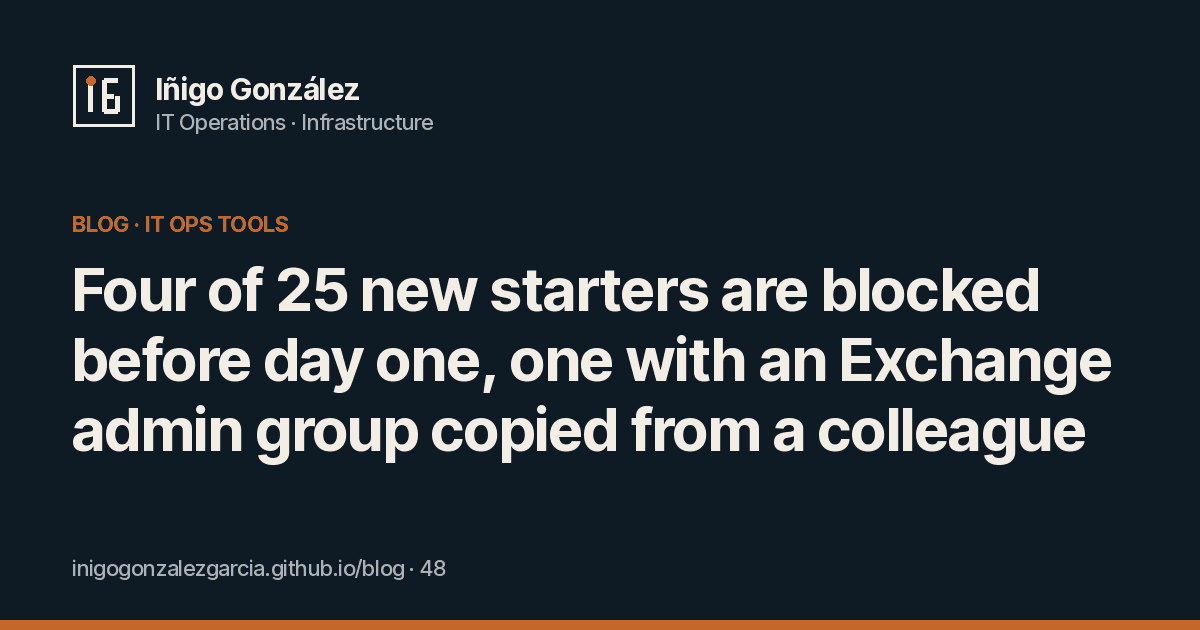 iG
Iñigo González
IT Operations · Infrastructure
BLOG · IT OPS TOOLS
Four of 25 new starters are blocked
before day one, one with an Exchange
admin group copied from a colleague
inigogonzalezgarcia.github.io/blog · 48